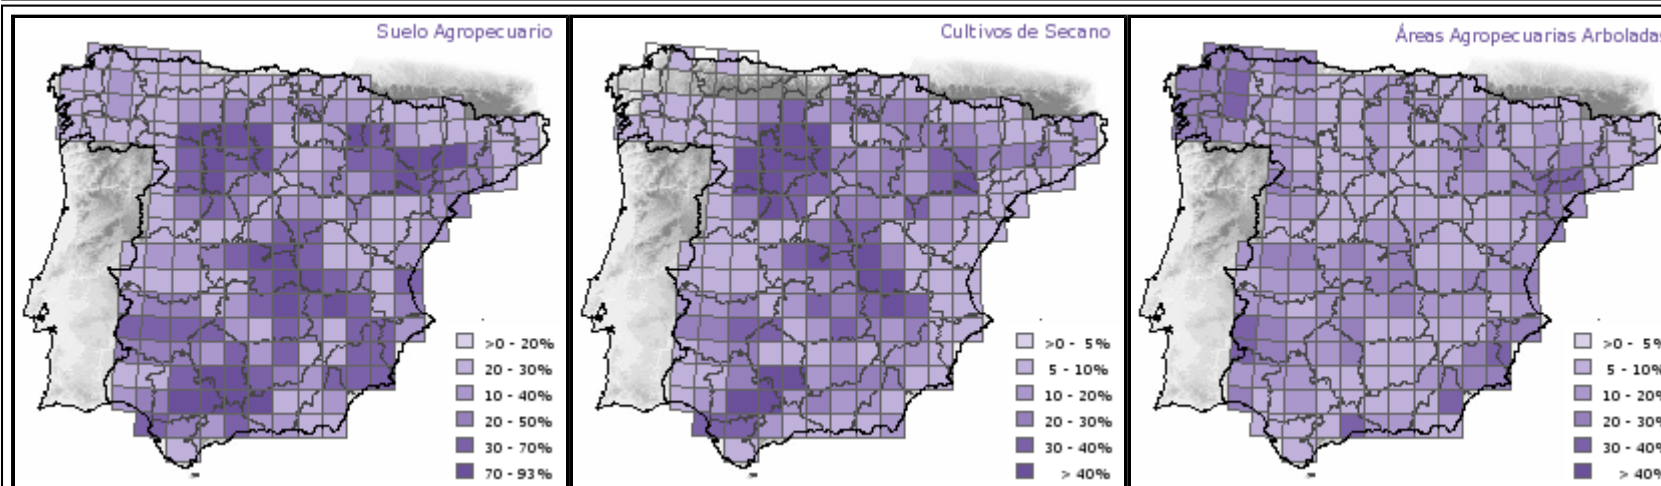 Suelo Agropecuario
>0 - 20%
20 - 30%
10 - 40%
20 - 50%
30 - 70%
70 - 93%
Cultivos de Secano
>0 - 5%
5 - 10%
10 - 20%
20 - 30%
30 - 40%
> 40%
Áreas Agropecuarias Arboladas
>0 - 5%
5 - 10%
10 - 20%
20 - 30%
30 - 40%
> 40%